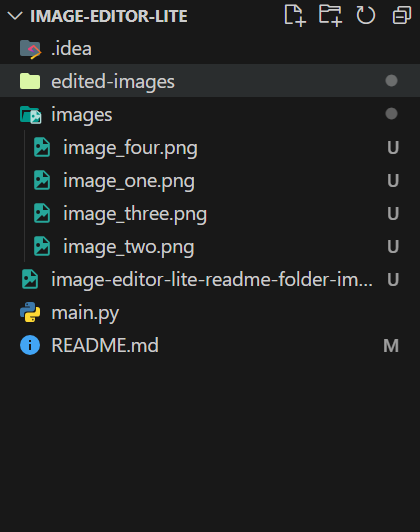 IMAGE-EDITOR-LITE
.idea
edited-images
images
image_four.png U
image_one.png U
image_three.png U
image_two.png U
image-editor-lite-readme-folder-im... U
main.py
README.md M